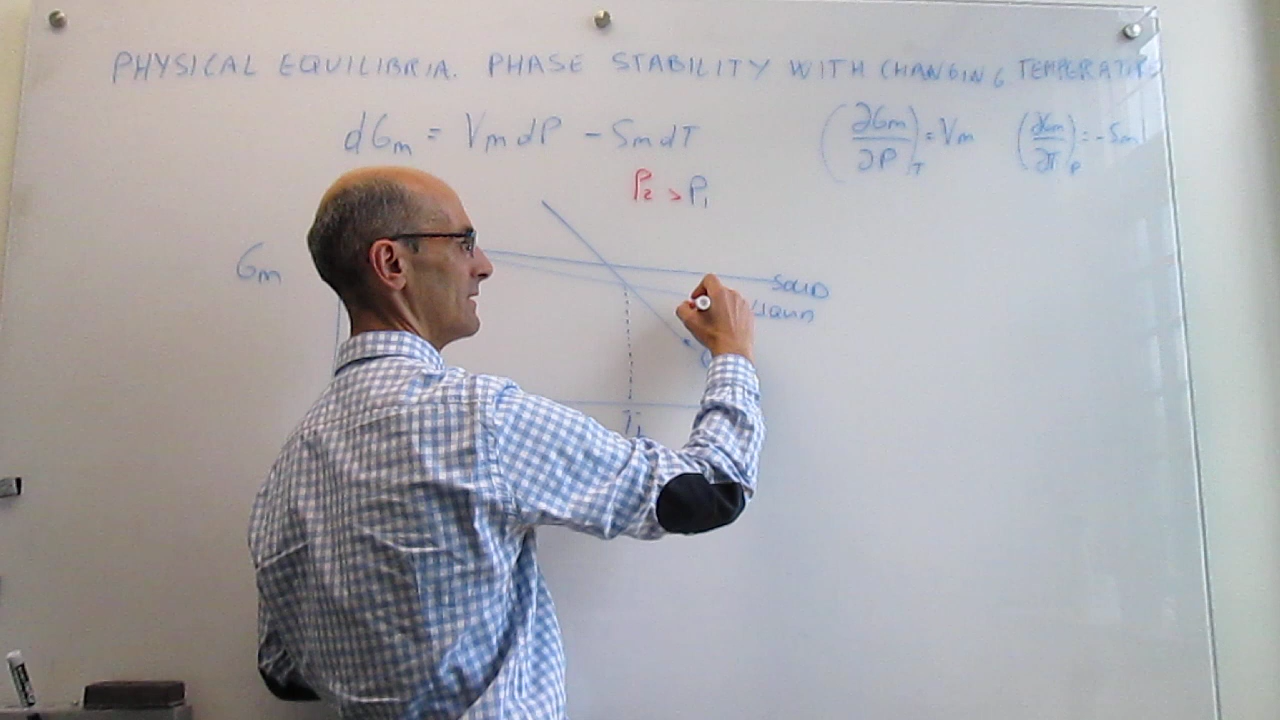 PHYSICAL EQUILIBRIA. PHASE STABILITY WITH CHANGING TEMPERATURE
dGm = VmdP - SmdT
(∂Gm/∂P)T = Vm
(∂Gm/∂T)P = -Sm
P2 > P1
Gm
SOLID
LIQUID